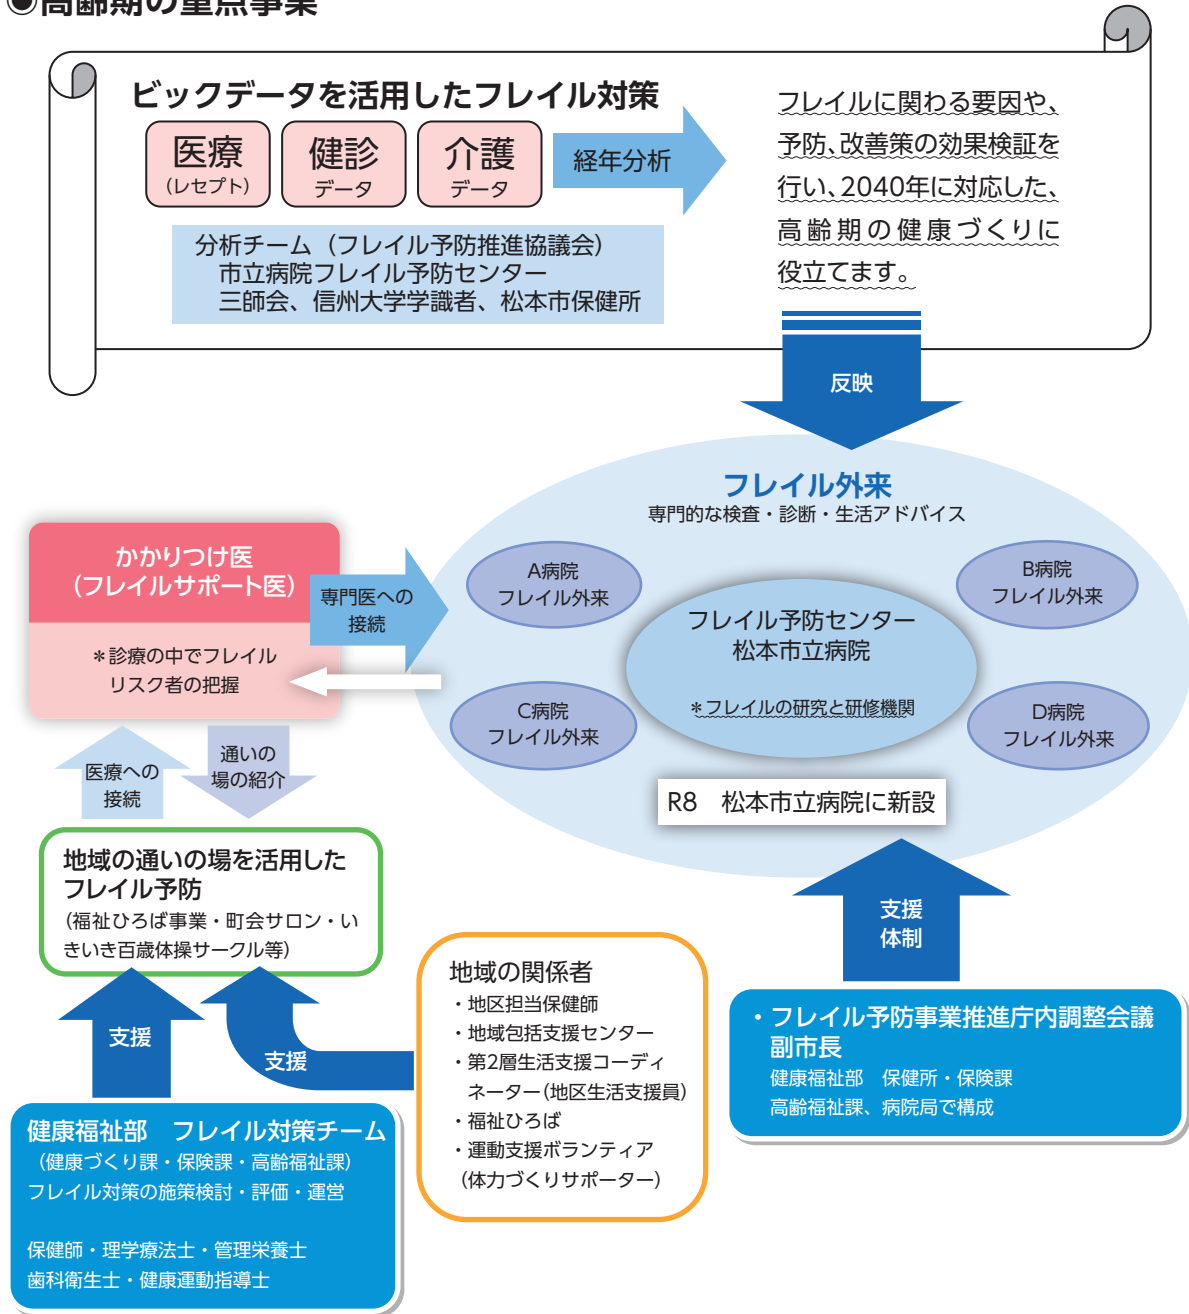 ◉高齢期の重点事業
ビックデータを活用したフレイル対策
医療
（レセプト）
健診
データ
介護
データ
経年分析
フレイルに関わる要因や、
予防、改善策の効果検証を
行い、2040年に対応した、
高齢期の健康づくりに
役立てます。
分析チーム（フレイル予防推進協議会）
市立病院フレイル予防センター
三師会、信州大学学識者、松本市保健所
反映
フレイル外来
専門的な検査・診断・生活アドバイス
A病院
フレイル外来
B病院
フレイル外来
フレイル予防センター
松本市立病院
＊フレイルの研究と研修機関
C病院
フレイル外来
D病院
フレイル外来
R8　松本市立病院に新設
かかりつけ医
（フレイルサポート医）
＊診療の中でフレイル
リスク者の把握
専門医への
接続
医療への
接続
通いの
場の紹介
地域の通いの場を活用した
フレイル予防
（福祉ひろば事業・町会サロン・い
きいき百歳体操サークル等）
支援
支援
地域の関係者
・地区担当保健師
・地域包括支援センター
・第2層生活支援コーディ
ネーター（地区生活支援員）
・福祉ひろば
・運動支援ボランティア
（体力づくりサポーター）
支援
体制
・フレイル予防事業推進庁内調整会議
副市長
健康福祉部　保健所・保険課
高齢福祉課、病院局で構成
健康福祉部　フレイル対策チーム
（健康づくり課・保険課・高齢福祉課）
フレイル対策の施策検討・評価・運営
保健師・理学療法士・管理栄養士
歯科衛生士・健康運動指導士